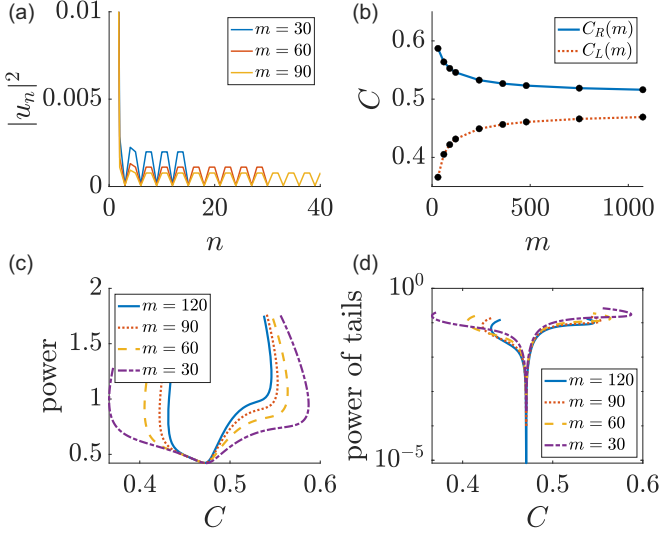 (a)
0.01
0.005
0
|u_n|^2
0
20
40
n
m = 30
m = 60
m = 90
(b)
0.6
0.5
0.4
C
0
500
1000
m
C_R(m)
C_L(m)
(c)
2
1.5
1
0.5
power
0.4
0.5
0.6
C
m = 120
m = 90
m = 60
m = 30
(d)
10^0
10^-5
power of tails
0.4
0.5
0.6
C
m = 120
m = 90
m = 60
m = 30